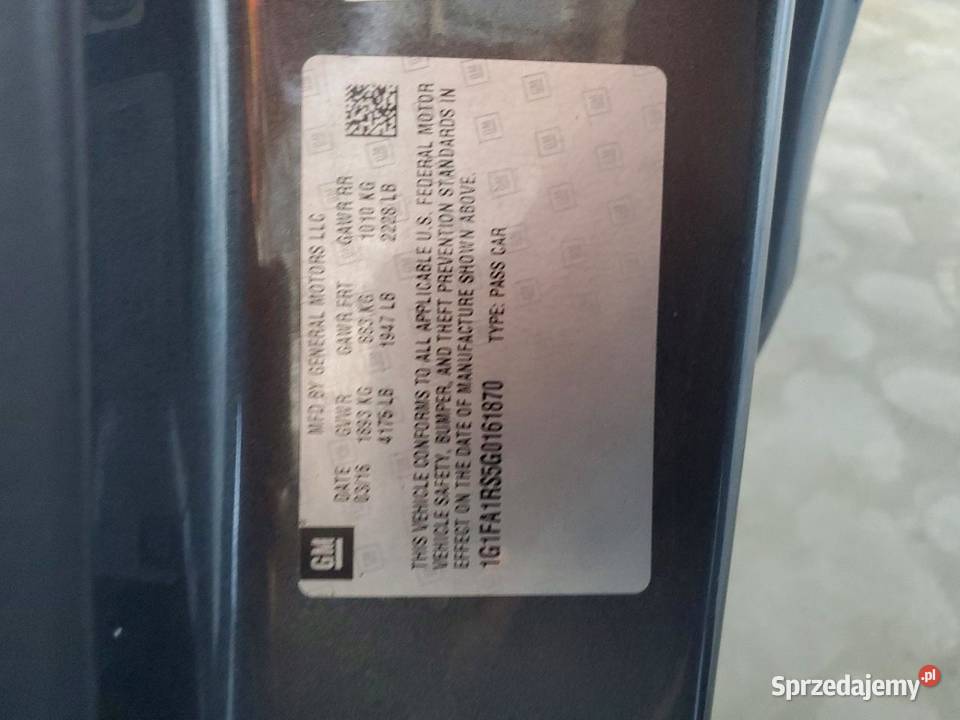 GM
MFD BY GENERAL MOTORS LLC
DATE GVWR GAWR FRT GAWR RR
03/16 1893 KG 883 KG 1010 KG
4175 LB 1947 LB 2228 LB
THIS VEHICLE CONFORMS TO ALL APPLICABLE U.S. FEDERAL MOTOR
VEHICLE SAFETY, BUMPER, AND THEFT PREVENTION STANDARDS IN
EFFECT ON THE DATE OF MANUFACTURE SHOWN ABOVE.
1G1FA1RS5G0161870 TYPE: PASS CAR
Sprzedajemy.pl